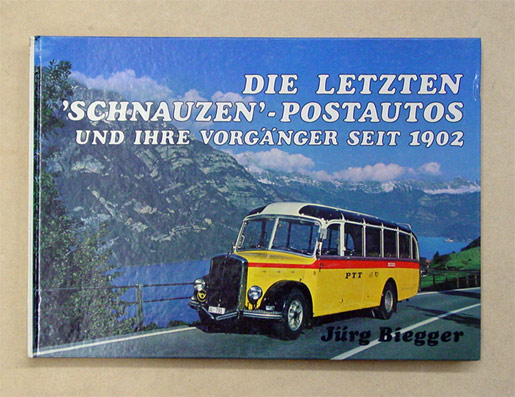 DIE LETZTEN
'SCHNAUZEN'-POSTAUTOS
UND IHRE VORGÄNGER SEIT 1902
PTT
Jürg Biegger